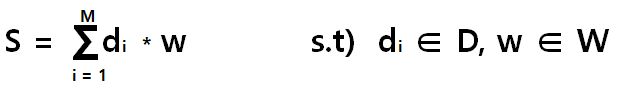 M
S = ∑ di * w s.t) di ∈ D, w ∈ W
i = 1